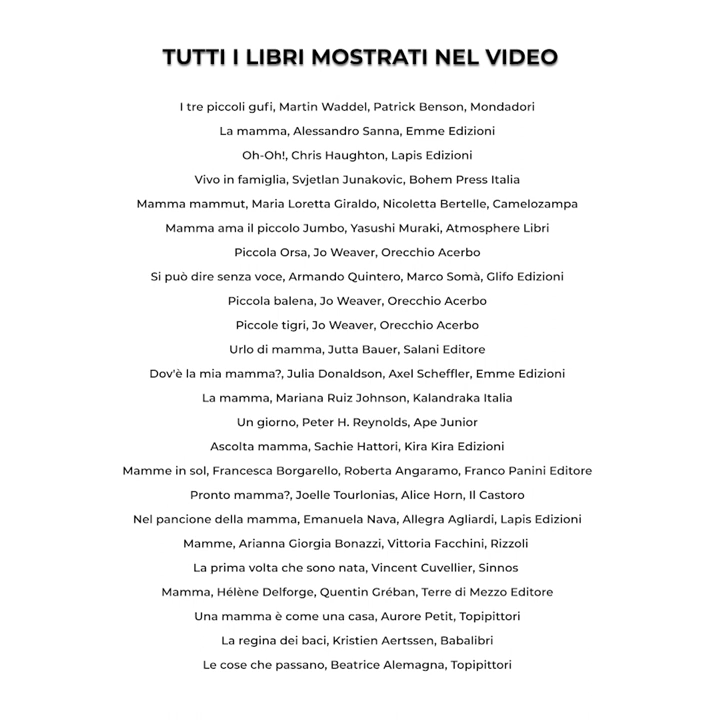 TUTTI I LIBRI MOSTRATI NEL VIDEO
I tre piccoli gufi, Martin Waddel, Patrick Benson, Mondadori
La mamma, Alessandro Sanna, Emme Edizioni
Oh-Oh!, Chris Haughton, Lapis Edizioni
Vivo in famiglia, Svjetlan Junakovic, Bohem Press Italia
Mamma mammut, Maria Loretta Giraldo, Nicoletta Bertelle, Camelozampa
Mamma ama il piccolo Jumbo, Yasushi Muraki, Atmosphere Libri
Piccola Orsa, Jo Weaver, Orecchio Acerbo
Si può dire senza voce, Armando Quintero, Marco Somà, Glifo Edizioni
Piccola balena, Jo Weaver, Orecchio Acerbo
Piccole tigri, Jo Weaver, Orecchio Acerbo
Urlo di mamma, Jutta Bauer, Salani Editore
Dov'è la mia mamma?, Julia Donaldson, Axel Scheffler, Emme Edizioni
La mamma, Mariana Ruiz Johnson, Kalandraka Italia
Un giorno, Peter H. Reynolds, Ape Junior
Ascolta mamma, Sachie Hattori, Kira Kira Edizioni
Mamme in sol, Francesca Borgarello, Roberta Angaramo, Franco Panini Editore
Pronto mamma?, Joelle Tourlonias, Alice Horn, Il Castoro
Nel pancione della mamma, Emanuela Nava, Allegra Agliardi, Lapis Edizioni
Mamme, Arianna Giorgia Bonazzi, Vittoria Facchini, Rizzoli
La prima volta che sono nata, Vincent Cuvellier, Sinnos
Mamma, Hélène Delforge, Quentin Gréban, Terre di Mezzo Editore
Una mamma è come una casa, Aurore Petit, Topipittori
La regina dei baci, Kristien Aertssen, Babalibri
Le cose che passano, Beatrice Alemagna, Topipittori